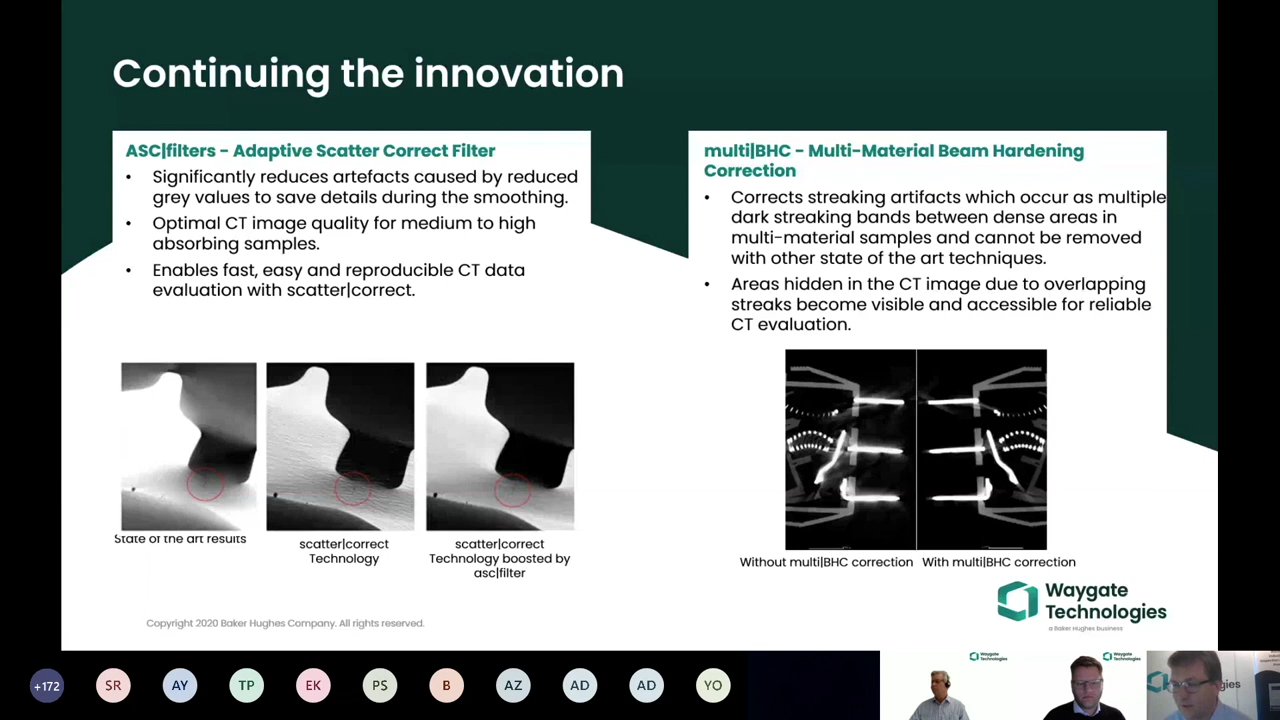 Continuing the innovation
ASC|filters - Adaptive Scatter Correct Filter
• Significantly reduces artefacts caused by reduced
grey values to save details during the smoothing.
• Optimal CT image quality for medium to high
absorbing samples.
• Enables fast, easy and reproducible CT data
evaluation with scatter|correct.
State of the art results
scatter|correct
Technology
scatter|correct
Technology boosted by
asc|filter
multi|BHC - Multi-Material Beam Hardening
Correction
• Corrects streaking artifacts which occur as multiple
dark streaking bands between dense areas in
multi-material samples and cannot be removed
with other state of the art techniques.
• Areas hidden in the CT image due to overlapping
streaks become visible and accessible for reliable
CT evaluation.
Without multi|BHC correction
With multi|BHC correction
Waygate
Technologies
a Baker Hughes business
Copyright 2020 Baker Hughes Company. All rights reserved.
+172
SR
AY
TP
EK
PS
B
AZ
AD
AD
YO
Waygate
Technologies
Waygate
Technologies